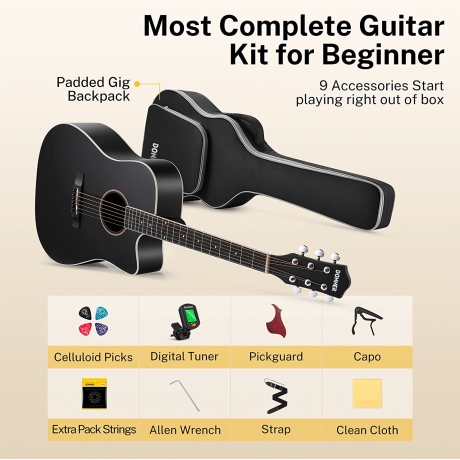 Most Complete Guitar
Kit for Beginner
Padded Gig
Backpack
9 Accessories Start
playing right out of box
DONNER
DONNER
Celluloid Picks
Digital Tuner
Pickguard
Capo
Extra Pack Strings
Allen Wrench
Strap
Clean Cloth